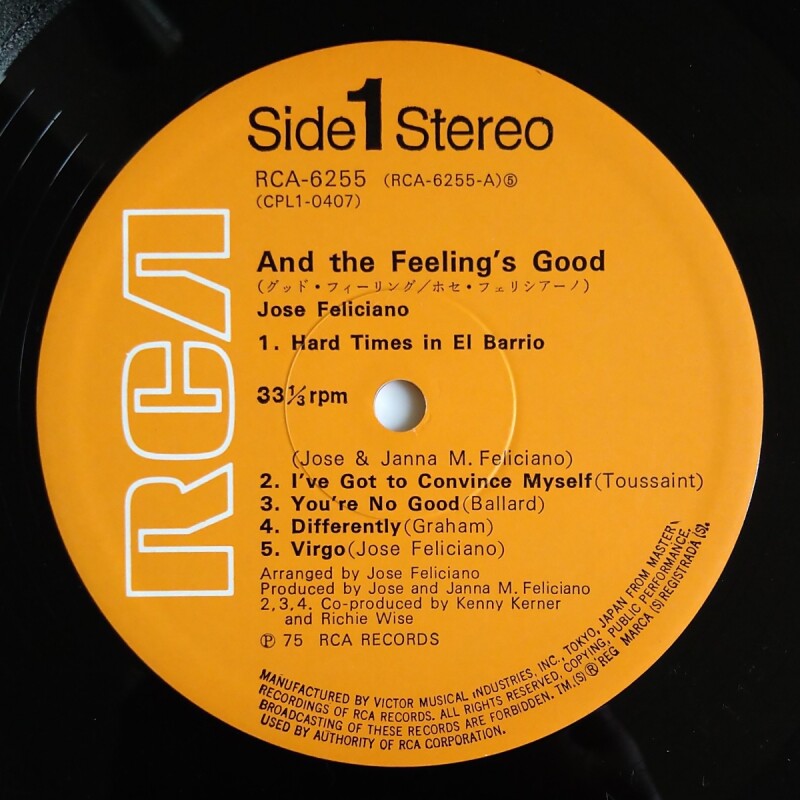 Side 1 Stereo
RCA-6255 (RCA-6255-A)⑤
(CPL1-0407)
RCA
And the Feeling's Good
(グッド・フィーリング/ホセ・フェリシアーノ)
Jose Feliciano
1. Hard Times in El Barrio
33⅓ rpm
(Jose & Janna M. Feliciano)
2. I've Got to Convince Myself(Toussaint)
3. You're No Good(Ballard)
4. Differently(Graham)
5. Virgo(Jose Feliciano)
Arranged by Jose Feliciano
Produced by Jose and Janna M. Feliciano
2,3,4. Co-produced by Kenny Kerner
and Richie Wise
℗ 75 RCA RECORDS
MANUFACTURED BY VICTOR MUSICAL INDUSTRIES, INC., TOKYO, JAPAN FROM MASTER
RECORDINGS OF RCA RECORDS. ALL RIGHTS RESERVED, COPYING, PUBLIC PERFORMANCE,
BROADCASTING OF THESE RECORDS ARE FORBIDDEN. TM.(S)® REG MARCA (S) REGISTRADA (S).
USED BY AUTHORITY OF RCA CORPORATION.